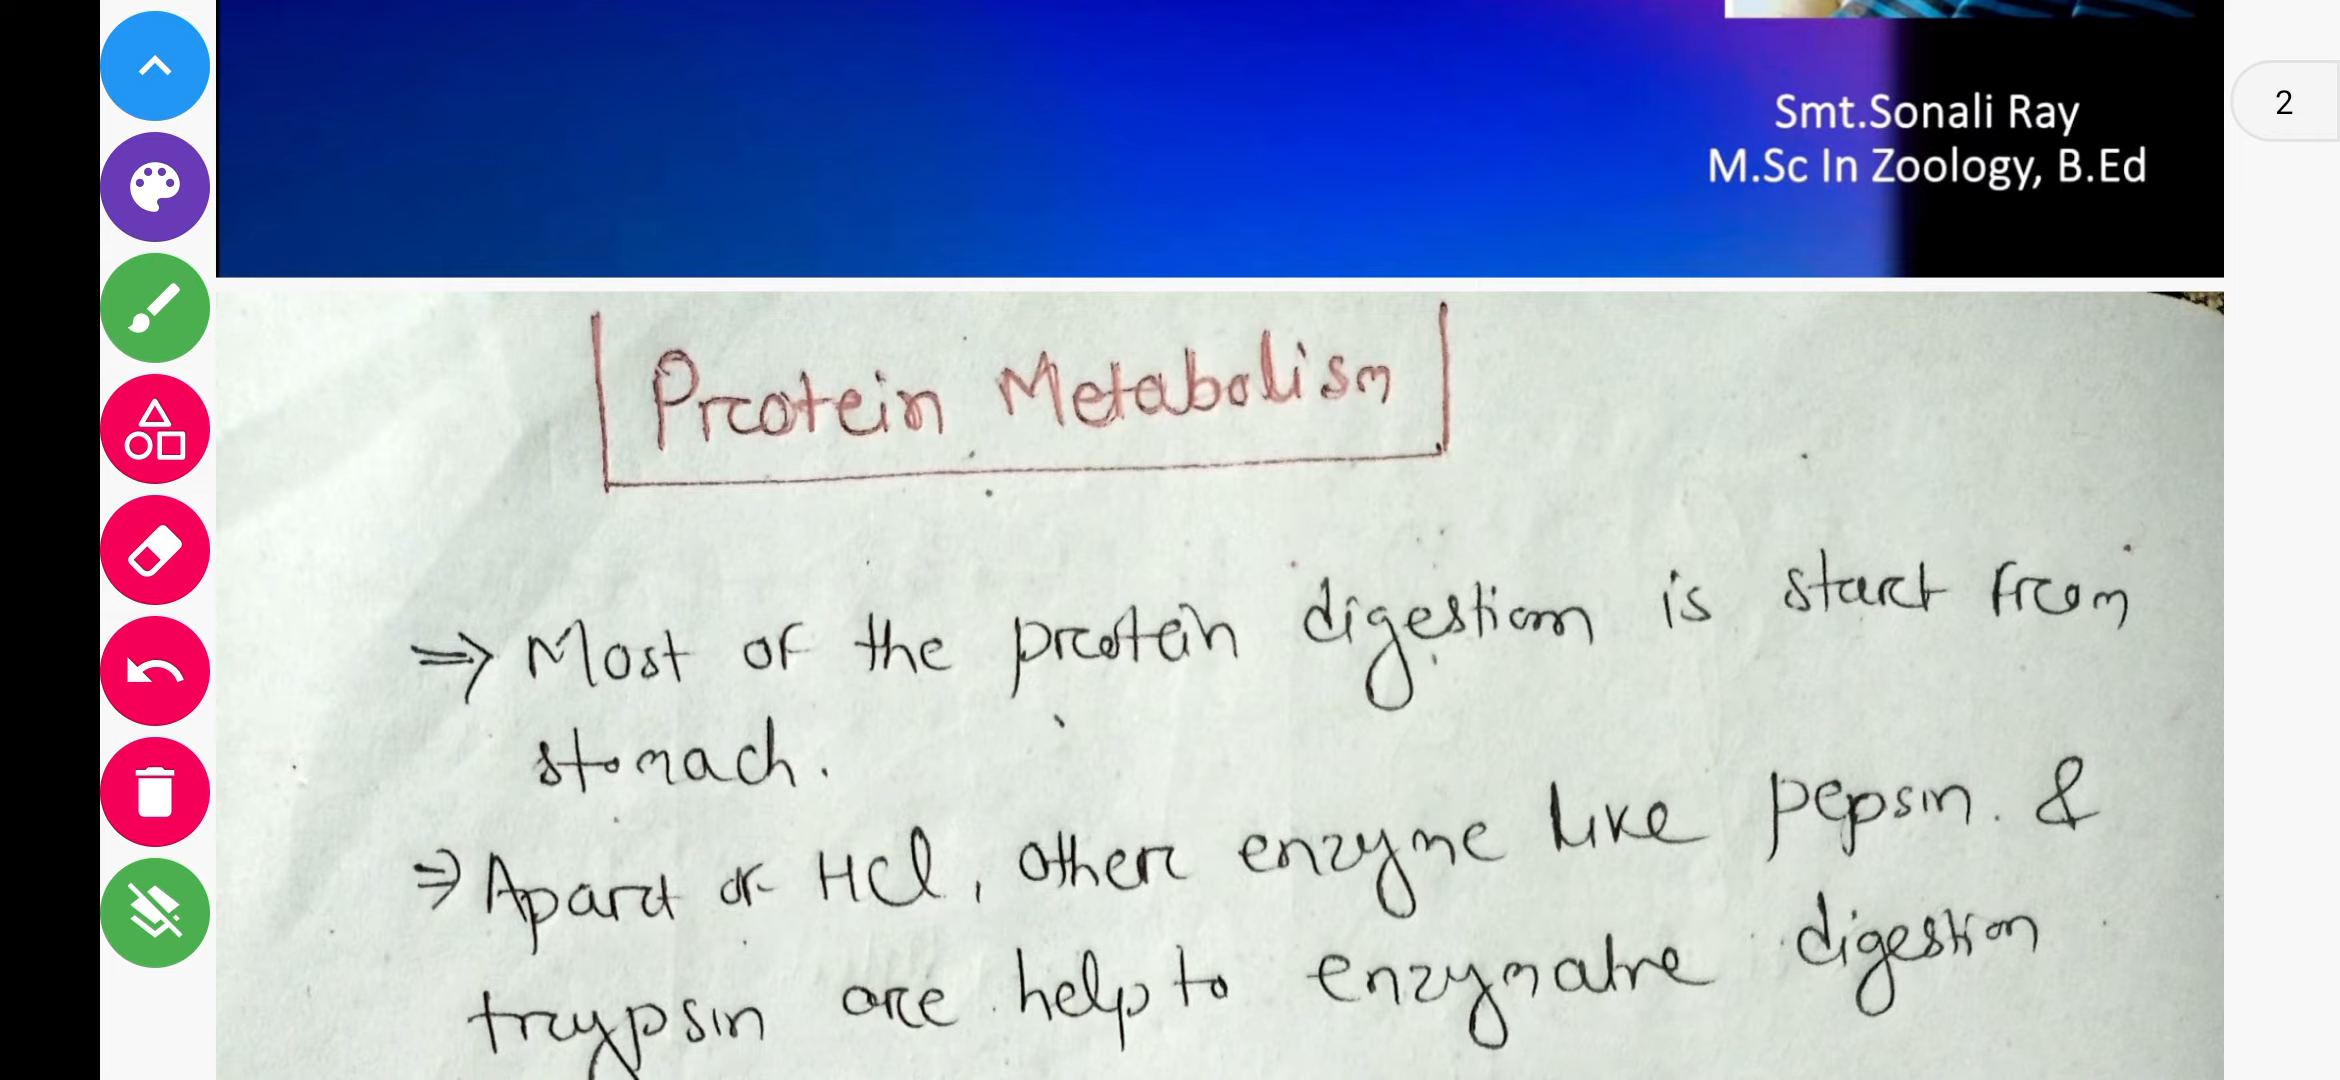 Smt.Sonali Ray
M.Sc In Zoology, B.Ed
2
Protein Metabolism
⇒ Most of the protein digestion is start from
stomach.
⇒ Apart of HCl, other enzyme like pepsin. &
trypsin are help to enzymatic digestion